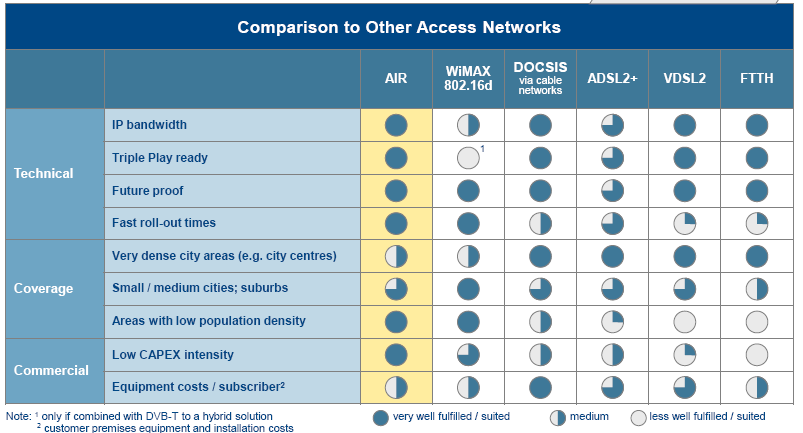 Comparison to Other Access Networks
AIR
WiMAX
802.16d
DOCSIS
via cable
networks
ADSL2+
VDSL2
FTTH
Technical
IP bandwidth
Triple Play ready
1
Future proof
Fast roll-out times
Coverage
Very dense city areas (e.g. city centres)
Small / medium cities; suburbs
Areas with low population density
Commercial
Low CAPEX intensity
Equipment costs / subscriber²
Note: ¹ only if combined with DVB-T to a hybrid solution
² customer premises equipment and installation costs
very well fulfilled / suited
medium
less well fulfilled / suited